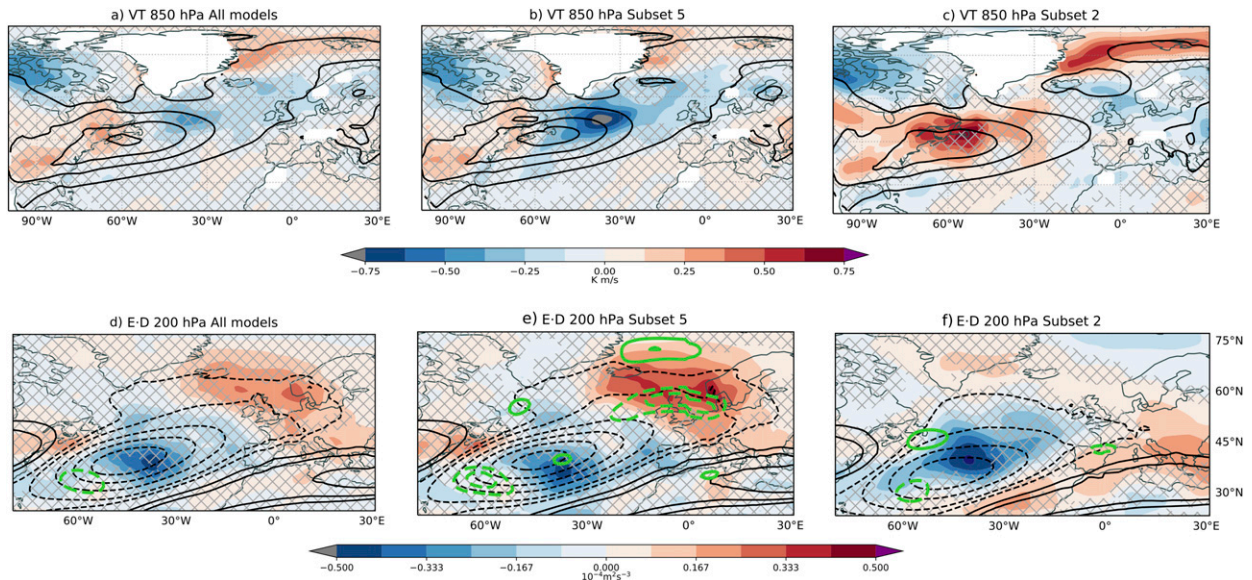 a) VT 850 hPa All models
b) VT 850 hPa Subset 5
c) VT 850 hPa Subset 2
90°W 60°W 30°W 0° 30°E
90°W 60°W 30°W 0° 30°E
90°W 60°W 30°W 0° 30°E
−0.75 −0.50 −0.25 0.00 0.25 0.50 0.75
K m/s
d) E·D 200 hPa All models
e) E·D 200 hPa Subset 5
f) E·D 200 hPa Subset 2
75°N
60°N
45°N
30°N
60°W 30°W 0° 30°E
60°W 30°W 0° 30°E
60°W 30°W 0° 30°E
−0.500 −0.333 −0.167 0.000 0.167 0.333 0.500
10⁻⁴m²s⁻³